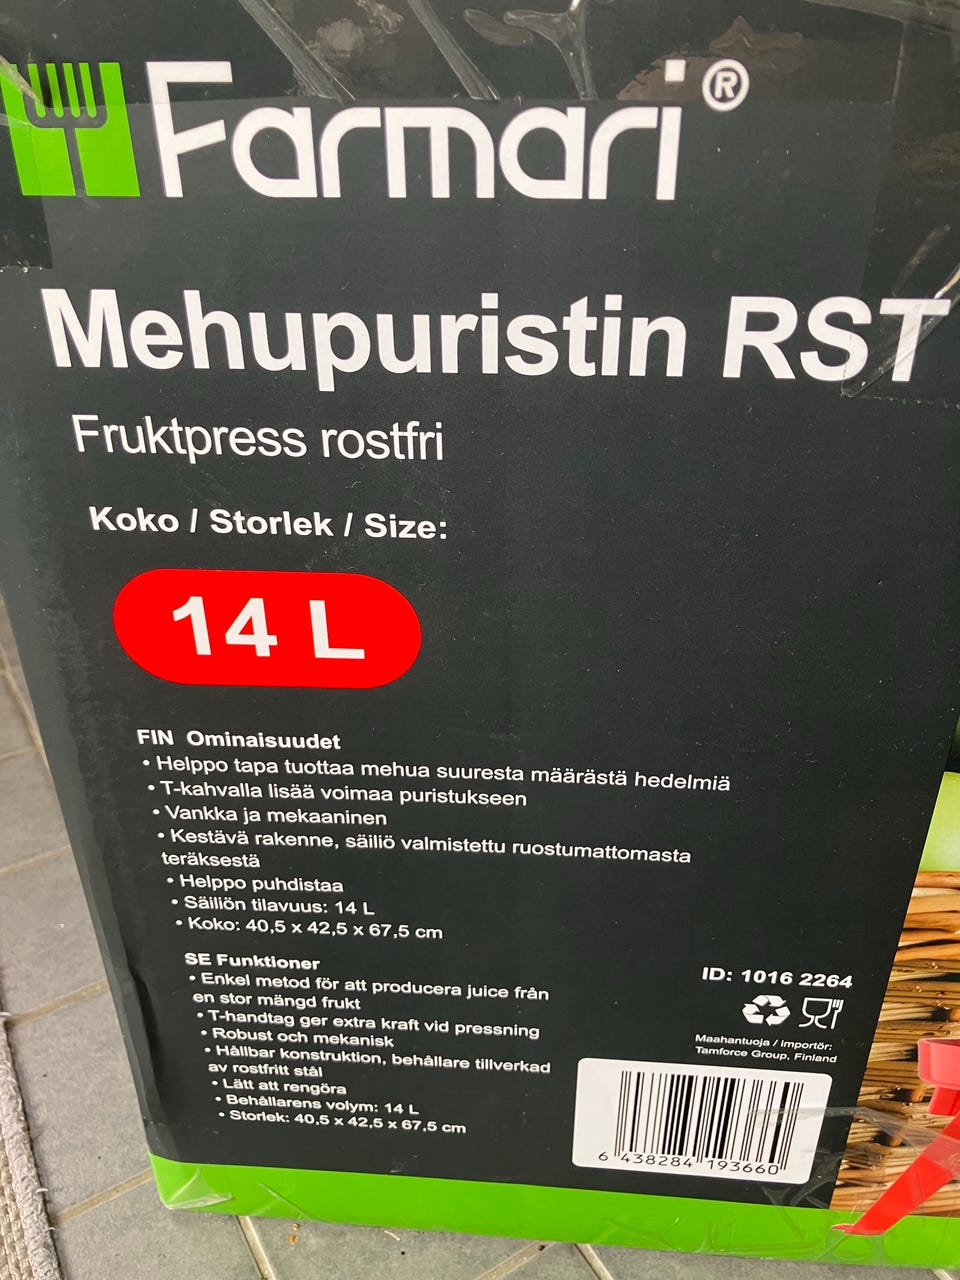 Farmari®
Mehupuristin RST
Fruktpress rostfri
Koko / Storlek / Size:
14 L
FIN Ominaisuudet
• Helppo tapa tuottaa mehua suuresta määrästä hedelmiä
• T-kahvalla lisää voimaa puristukseen
• Vankka ja mekaaninen
• Kestävä rakenne, säiliö valmistettu ruostumattomasta
teräksestä
• Helppo puhdistaa
• Säiliön tilavuus: 14 L
• Koko: 40,5 x 42,5 x 67,5 cm
SE Funktioner
• Enkel metod för att producera juice från
en stor mängd frukt
• T-handtag ger extra kraft vid pressning
• Robust och mekanisk
• Hållbar konstruktion, behållare tillverkad
av rostfritt stål
• Lätt att rengöra
• Behållarens volym: 14 L
• Storlek: 40,5 x 42,5 x 67,5 cm
ID: 1016 2264
Maahantuoja / importör:
Tamforce Group, Finland
6 438284 193660